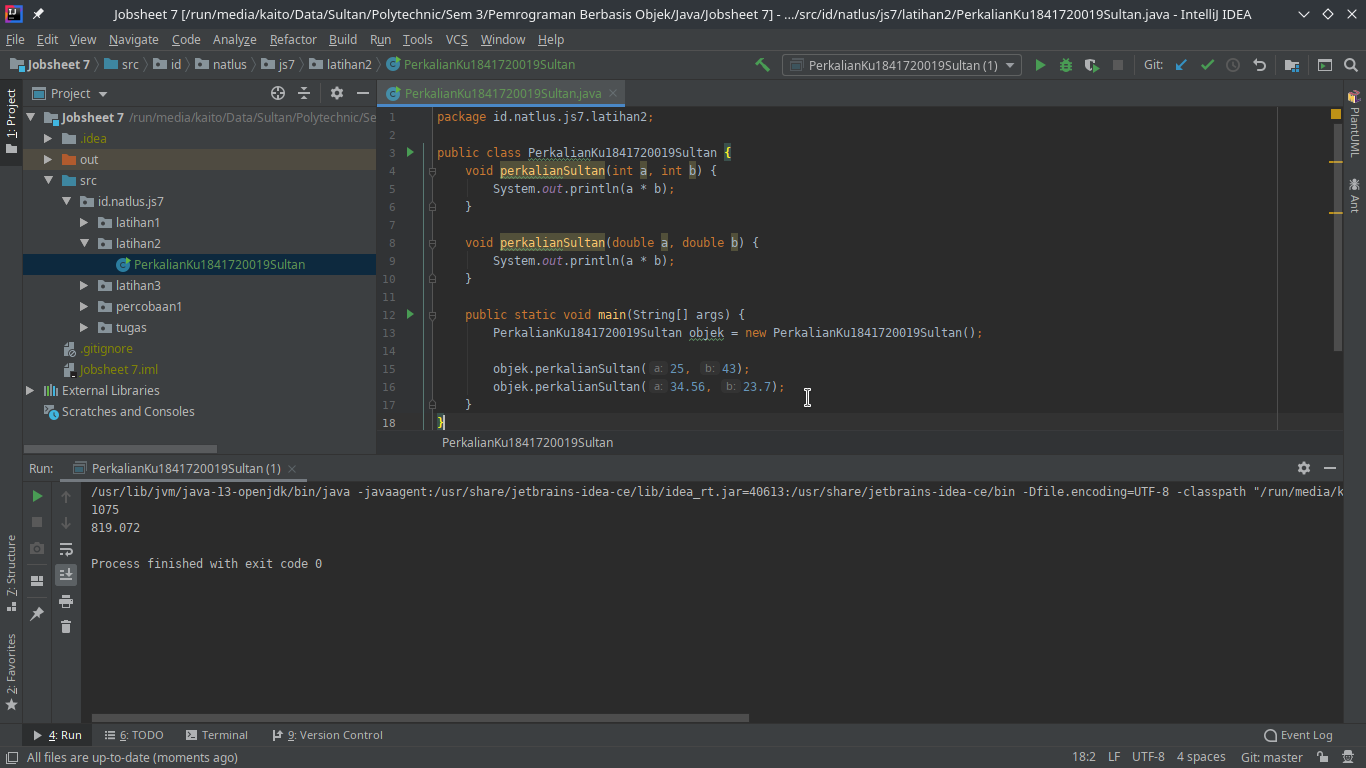 Jobsheet 7 [/run/media/kaito/Data/Sultan/Polytechnic/Sem 3/Pemrograman Berbasis Objek/Java/Jobsheet 7] - .../src/id/natlus/js7/latihan2/PerkalianKu1841720019Sultan.java - IntelliJ IDEA
File Edit View Navigate Code Analyze Refactor Build Run Tools VCS Window Help
Jobsheet 7 src id natlus js7 latihan2 PerkalianKu1841720019Sultan PerkalianKu1841720019Sultan (1) Git:
1: Project
Project
Jobsheet 7 /run/media/kaito/Data/Sultan/Polytechnic/Se
.idea
out
src
id.natlus.js7
latihan1
latihan2
PerkalianKu1841720019Sultan
latihan3
percobaan1
tugas
.gitignore
Jobsheet 7.iml
External Libraries
Scratches and Consoles
PerkalianKu1841720019Sultan.java
1 package id.natlus.js7.latihan2;
2
3 public class PerkalianKu1841720019Sultan {
4 void perkalianSultan(int a, int b) {
5 System.out.println(a * b);
6 }
7
8 void perkalianSultan(double a, double b) {
9 System.out.println(a * b);
10 }
11
12 public static void main(String[] args) {
13 PerkalianKu1841720019Sultan objek = new PerkalianKu1841720019Sultan();
14
15 objek.perkalianSultan( a: 25, b: 43);
16 objek.perkalianSultan( a: 34.56, b: 23.7);
17 }
18 }
PerkalianKu1841720019Sultan
PlantUML
Ant
Run: PerkalianKu1841720019Sultan (1)
/usr/lib/jvm/java-13-openjdk/bin/java -javaagent:/usr/share/jetbrains-idea-ce/lib/idea_rt.jar=40613:/usr/share/jetbrains-idea-ce/bin -Dfile.encoding=UTF-8 -classpath "/run/media/k
1075
819.072
Process finished with exit code 0
7: Structure
2: Favorites
4: Run 6: TODO Terminal 9: Version Control Event Log
All files are up-to-date (moments ago) 18:2 LF UTF-8 4 spaces Git: master